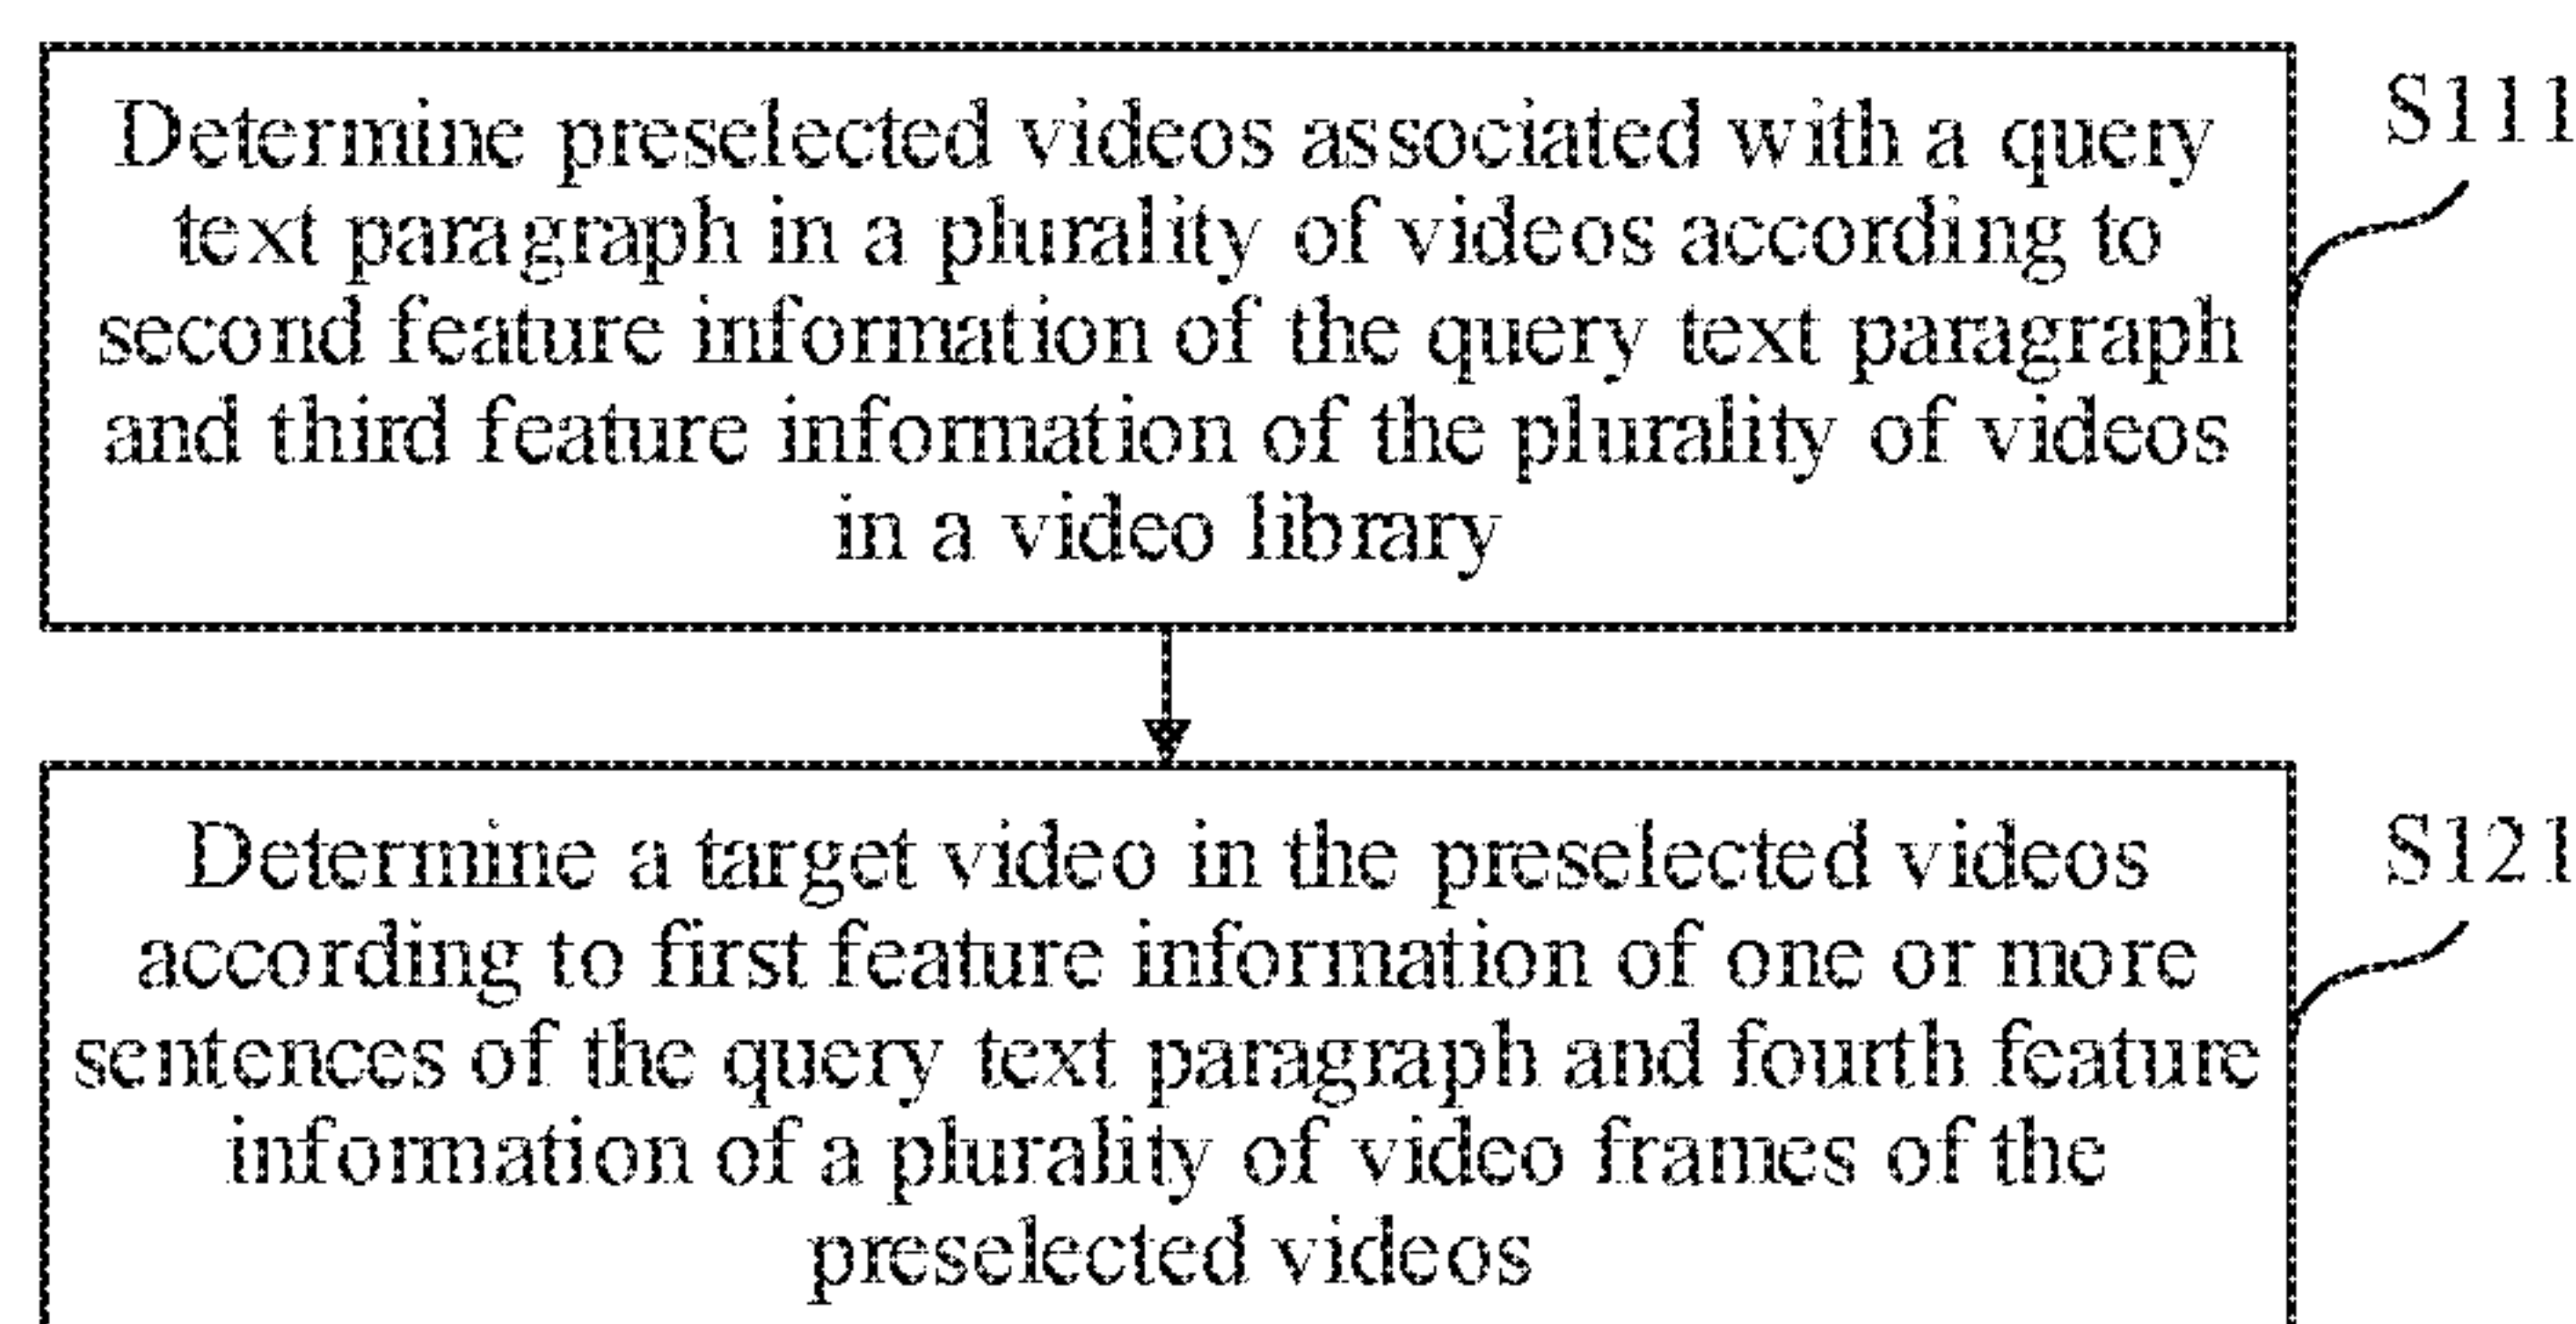 Determine preselected videos associated with a query
text paragraph in a plurality of videos according to
second feature information of the query text paragraph
and third feature information of the plurality of videos
in a video library
S111
Determine a target video in the preselected videos
according to first feature information of one or more
sentences of the query text paragraph and fourth feature
information of a plurality of video frames of the
preselected videos
S121